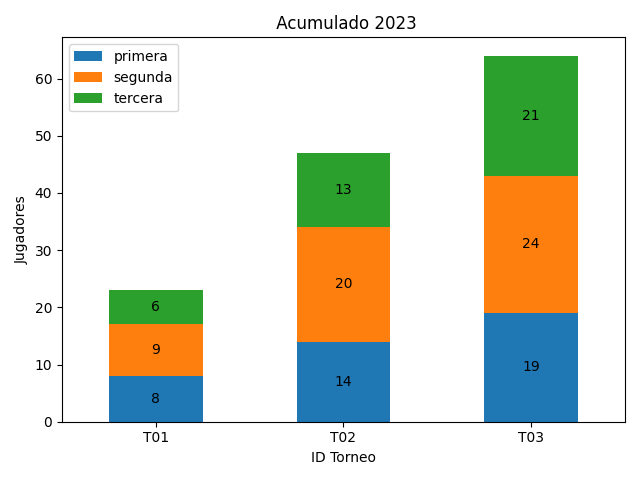 Acumulado 2023
primera
segunda
tercera
60
50
40
30
20
10
0
Jugadores
6
9
8
13
20
14
21
24
19
T01
T02
T03
ID Torneo